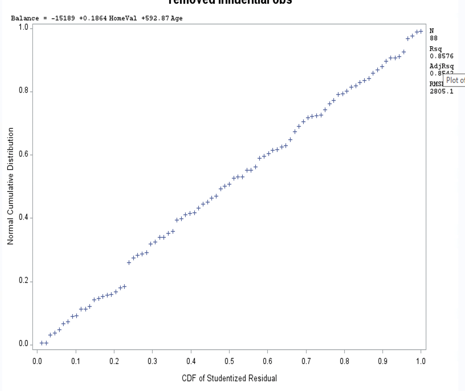 removed influential obs
Balance = -15189 +0.1864 HomeVal +592.87 Age
N
88
Rsq
0.8576
AdjRsq
Plot of
2805.1
Normal Cumulative Distribution
1.0
0.8
0.6
0.4
0.2
0.0
0.0 0.1 0.2 0.3 0.4 0.5 0.6 0.7 0.8 0.9 1.0
CDF of Studentized Residual